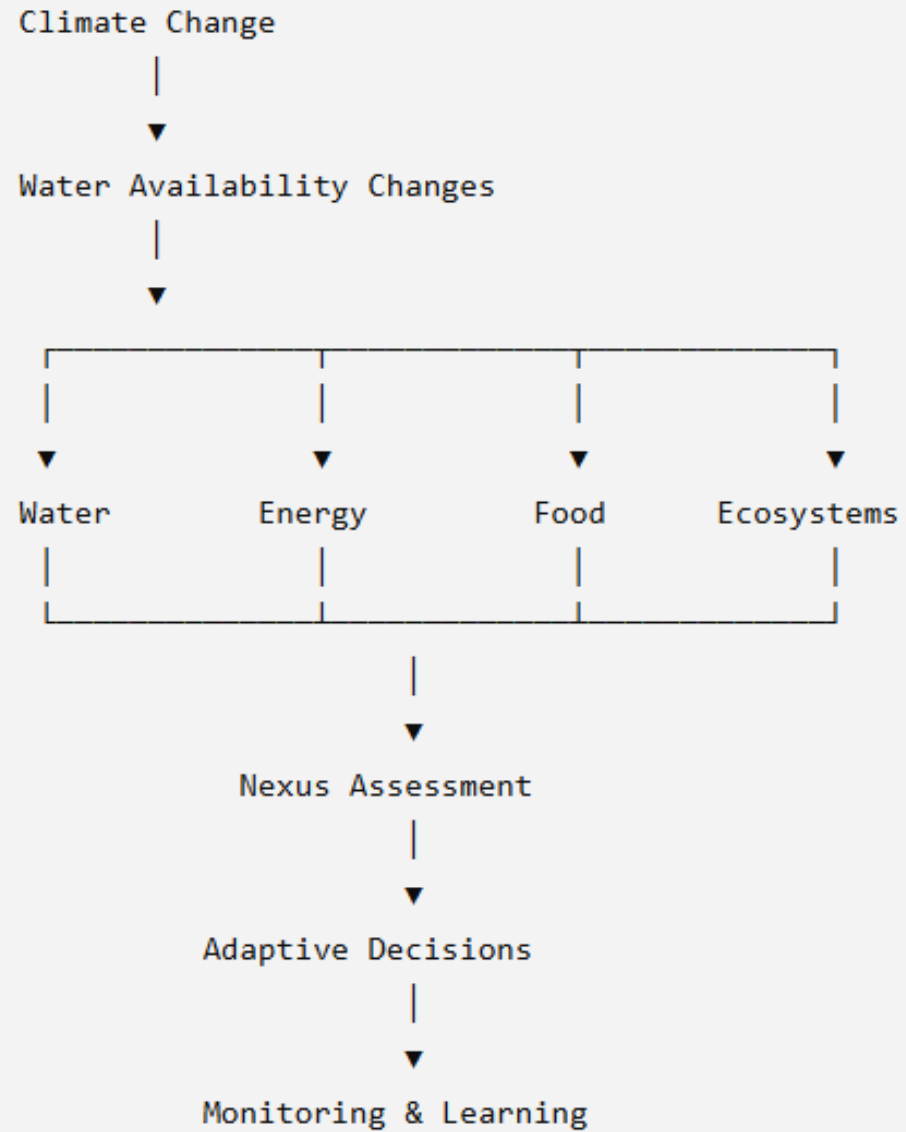 Climate Change
Water Availability Changes
Water Energy Food Ecosystems
Nexus Assessment
Adaptive Decisions
Monitoring & Learning